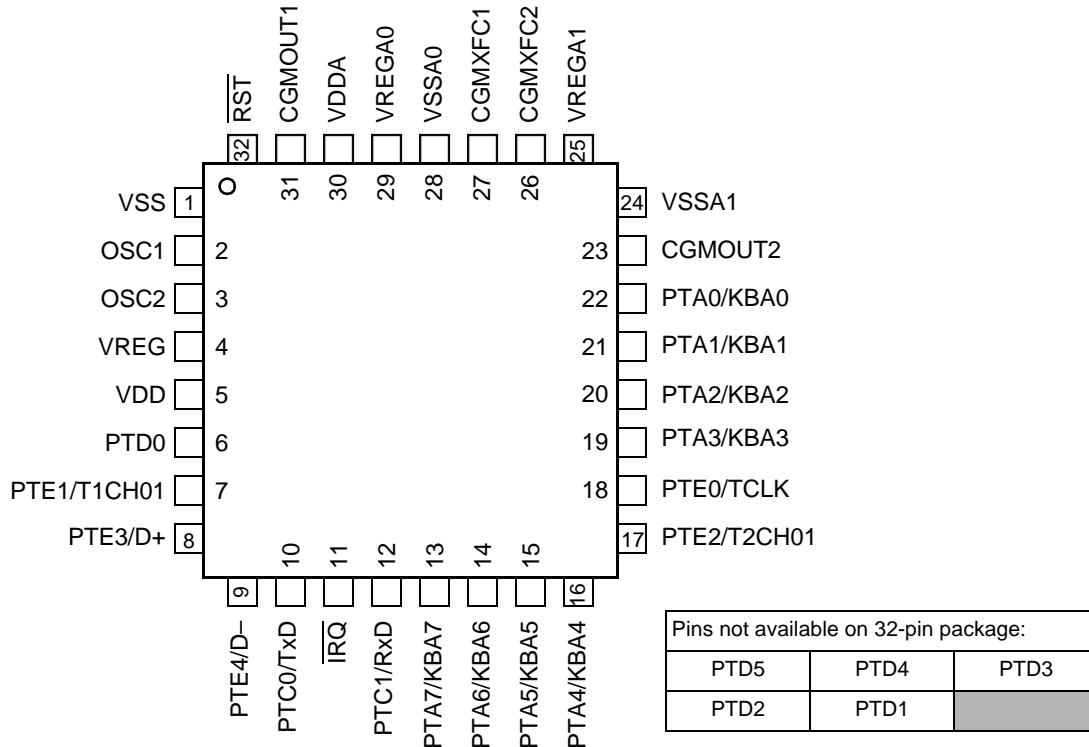 RST
CGMOUT1
VDDA
VREGA0
VSSA0
CGMXFC1
CGMXFC2
VREGA1
32
31
30
29
28
27
26
25
VSS 1
OSC1 2
OSC2 3
VREG 4
VDD 5
PTD0 6
PTE1/T1CH01 7
PTE3/D+ 8
24 VSSA1
23 CGMOUT2
22 PTA0/KBA0
21 PTA1/KBA1
20 PTA2/KBA2
19 PTA3/KBA3
18 PTE0/TCLK
17 PTE2/T2CH01
9
10
11
12
13
14
15
16
PTE4/D–
PTC0/TxD
IRQ
PTC1/RxD
PTA7/KBA7
PTA6/KBA6
PTA5/KBA5
PTA4/KBA4
Pins not available on 32-pin package:
PTD5 PTD4 PTD3
PTD2 PTD1